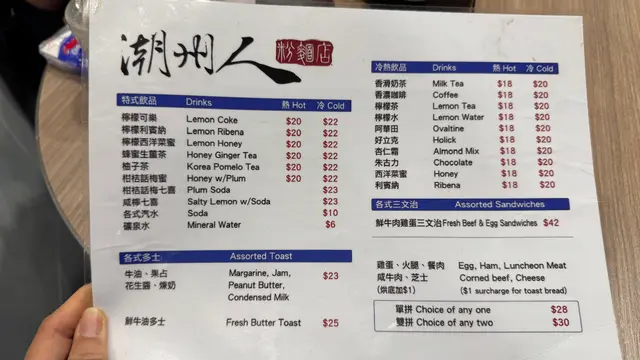 潮州人 粉麵店
特式飲品 Drinks 熱 Hot 冷 Cold
檸檬可樂 Lemon Coke $20 $22
檸檬利賓納 Lemon Ribena $20 $22
檸檬西洋菜蜜 Lemon Honey $20 $22
蜂蜜生薑茶 Honey Ginger Tea $20 $22
柚子茶 Korea Pomelo Tea $20 $22
柑桔話梅蜜 Honey w/Plum $20 $22
柑桔話梅七喜 Plum Soda $23
咸檸七喜 Salty Lemon w/Soda $23
各式汽水 Soda $10
礦泉水 Mineral Water $6
各式多士 Assorted Toast
牛油、果占 Margarine, Jam, $23
花生醬、煉奶 Peanut Butter,
Condensed Milk
鮮牛油多士 Fresh Butter Toast $25
冷熱飲品 Drinks 熱 Hot 冷 Cold
香滑奶茶 Milk Tea $18 $20
香濃咖啡 Coffee $18 $20
檸檬茶 Lemon Tea $18 $20
檸檬水 Lemon Water $18 $20
阿華田 Ovaltine $18 $20
好立克 Holick $18 $20
杏仁霜 Almond Mix $18 $20
朱古力 Chocolate $18 $20
西洋菜蜜 Honey $18 $20
利賓納 Ribena $18 $20
各式三文治 Assorted Sandwiches
鮮牛肉雞蛋三文治 Fresh Beef & Egg Sandwiches $42
雞蛋、火腿、餐肉 Egg, Ham, Luncheon Meat
咸牛肉、芝士 Corned beef, Cheese
(烘底加$1) ($1 surcharge for toast bread)
單拼 Choice of any one $28
雙拼 Choice of any two $30